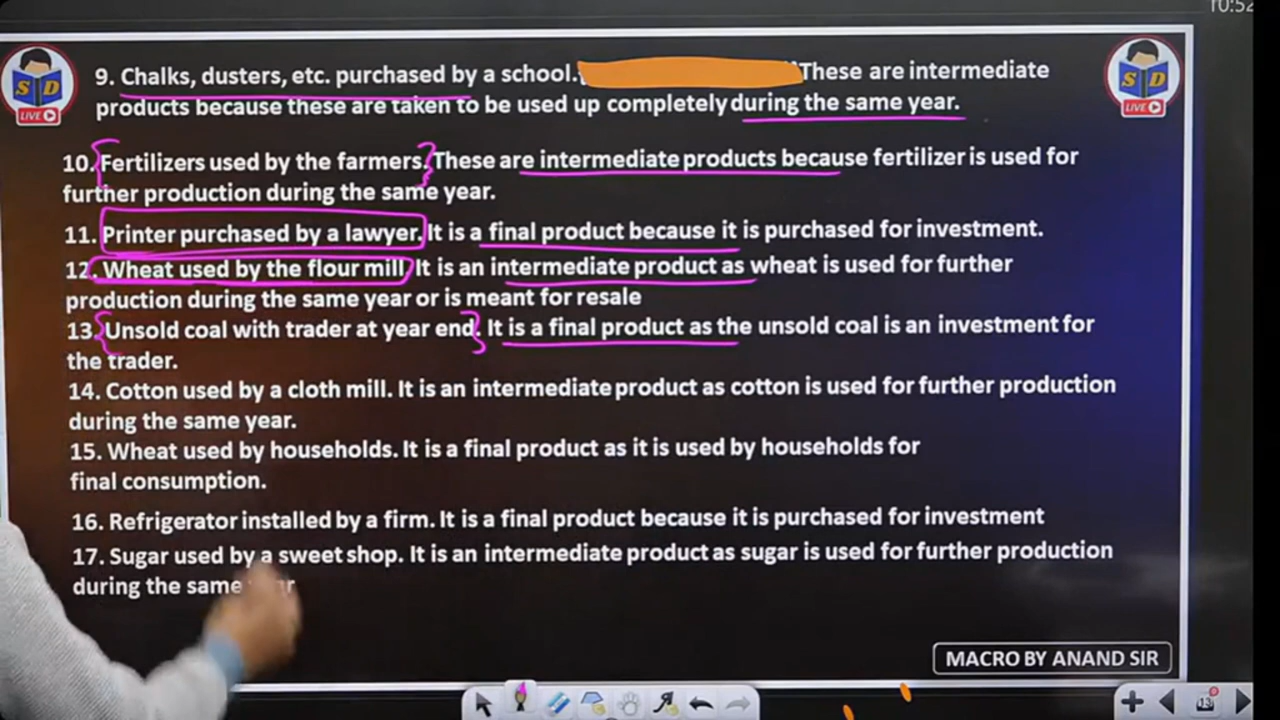 10:52
S D
LIVE
S D
LIVE
9. Chalks, dusters, etc. purchased by a school. These are intermediate
products because these are taken to be used up completely during the same year.
10. Fertilizers used by the farmers. These are intermediate products because fertilizer is used for
further production during the same year.
11. Printer purchased by a lawyer. It is a final product because it is purchased for investment.
12. Wheat used by the flour mill It is an intermediate product as wheat is used for further
production during the same year or is meant for resale
13. Unsold coal with trader at year end. It is a final product as the unsold coal is an investment for
the trader.
14. Cotton used by a cloth mill. It is an intermediate product as cotton is used for further production
during the same year.
15. Wheat used by households. It is a final product as it is used by households for
final consumption.
16. Refrigerator installed by a firm. It is a final product because it is purchased for investment
17. Sugar used by a sweet shop. It is an intermediate product as sugar is used for further production
during the same
MACRO BY ANAND SIR
13